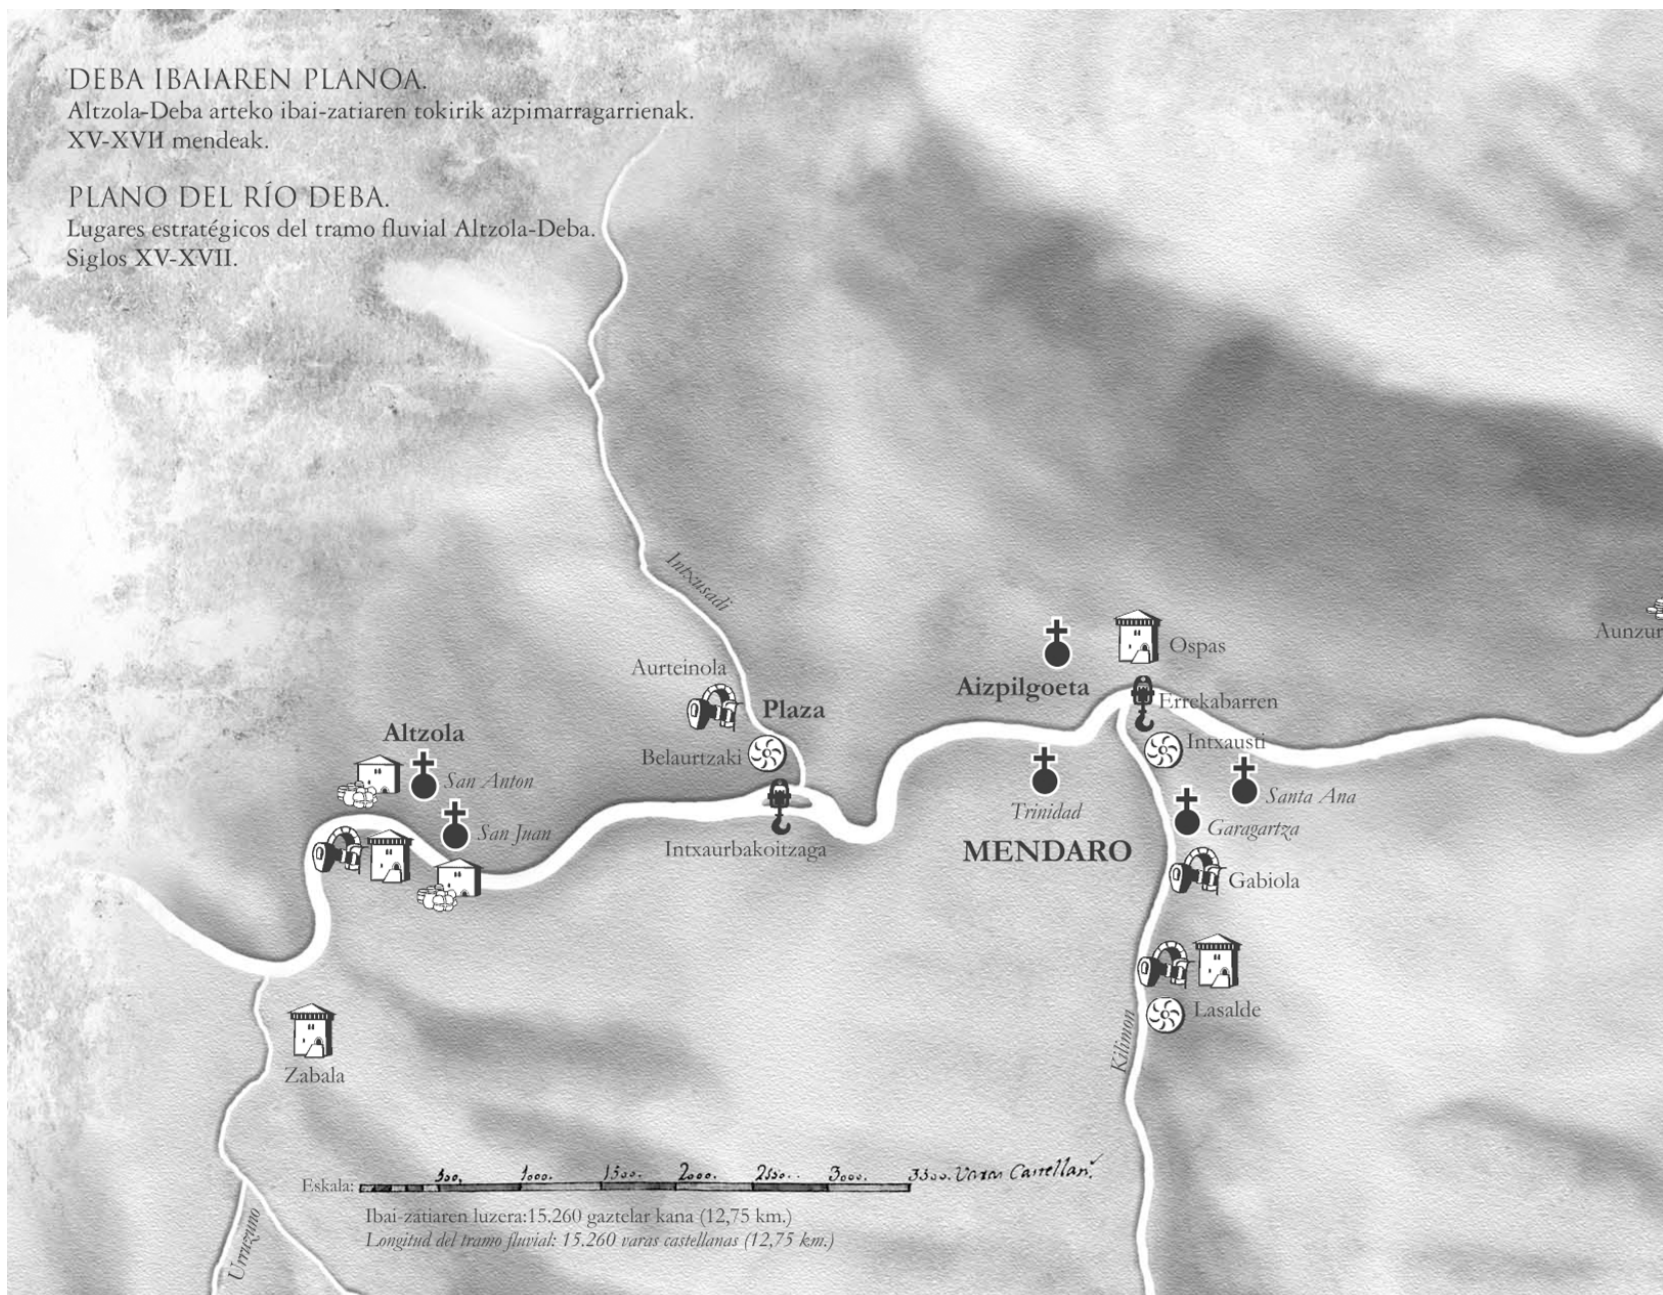 DEBA IBAIAREN PLANOA.
Altzola-Deba arteko ibai-zatiaren tokirik azpimarragarrienak.
XV-XVII mendeak.
PLANO DEL RÍO DEBA.
Lugares estratégicos del tramo fluvial Altzola-Deba.
Siglos XV-XVII.
Intxusadi
Aunzur
Ospas
Aurteinola
Aizpilgoeta
Errekabarren
Plaza
Altzola
Intxausti
Belaurtzaki
San Anton
Santa Ana
Trinidad
San Juan
Garagartza
Intxaurbakoitzaga
MENDARO
Gabiola
Lasalde
Kilimon
Zabala
Urruzuno
Eskala: 500. 1000. 1500. 2000. 2550. 3000. 3500. Varas Castellan.
Ibai-zatiaren luzera:15.260 gaztelar kana (12,75 km.)
Longitud del tramo fluvial: 15.260 varas castellanas (12,75 km.)